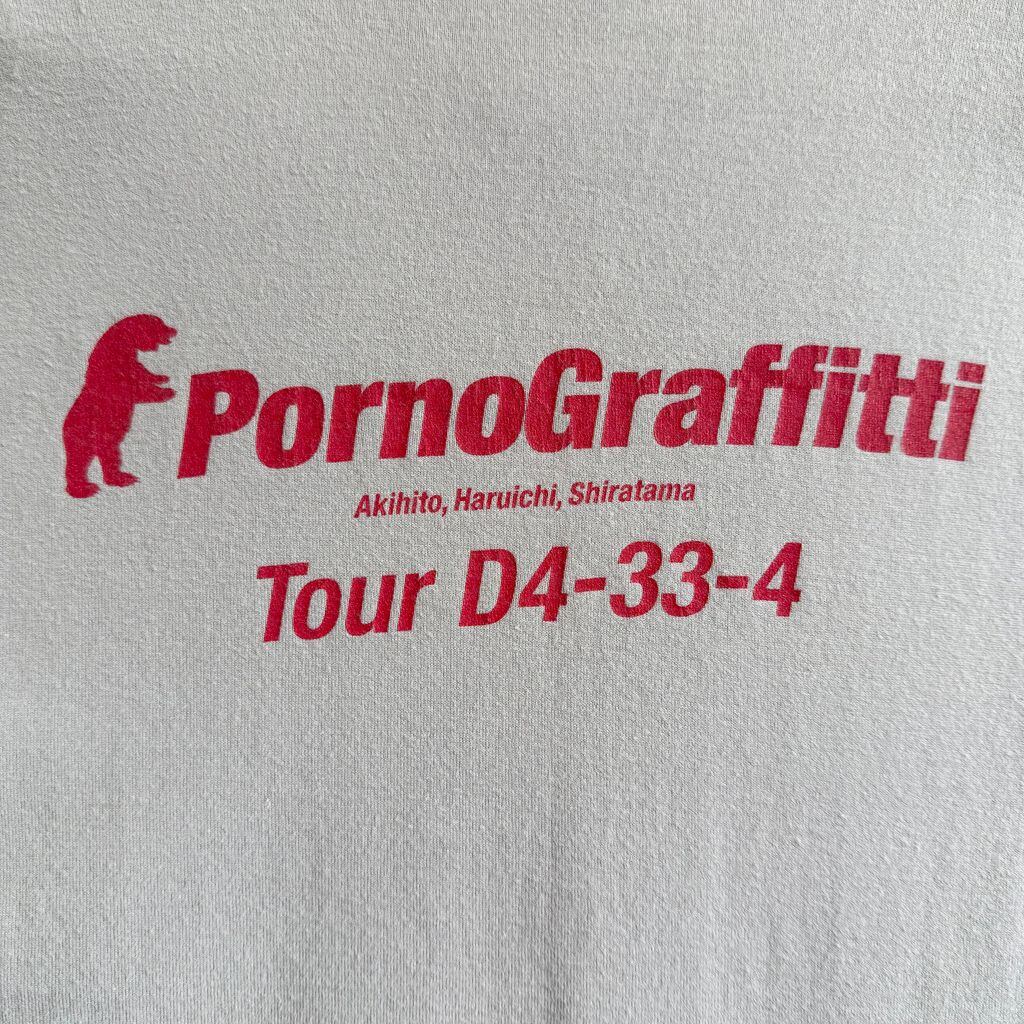 PornoGraffitti
Akihito, Haruichi, Shiratama
Tour D4-33-4